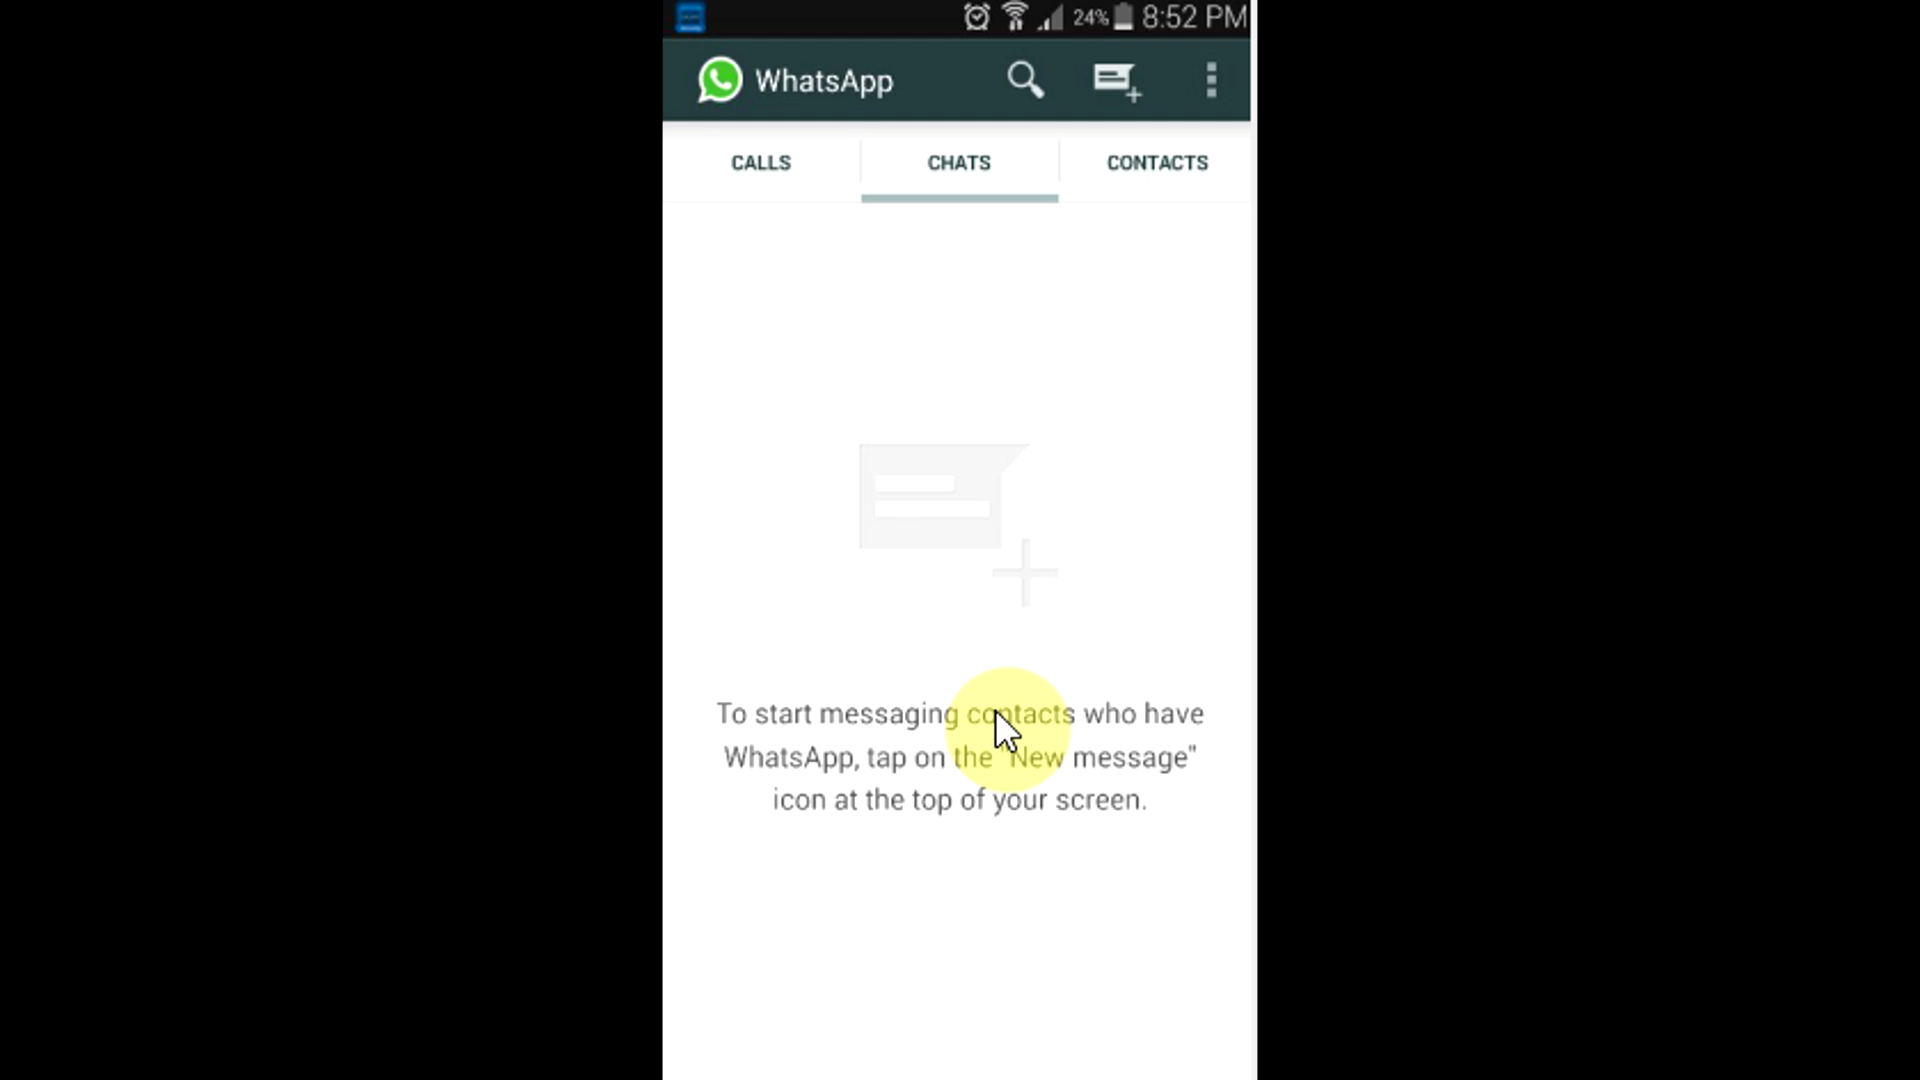 24% 8:52 PM
WhatsApp
CALLS CHATS CONTACTS
To start messaging contacts who have
WhatsApp, tap on the "New message"
icon at the top of your screen.